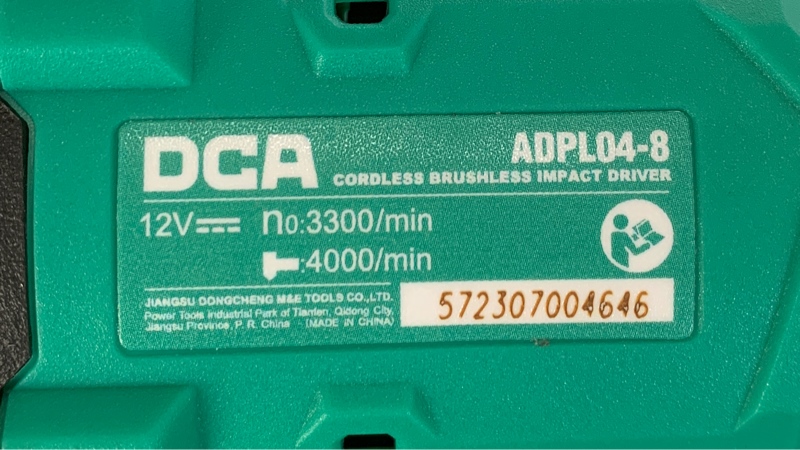 DCA
ADPL04-8
CORDLESS BRUSHLESS IMPACT DRIVER
12V
n0:3300/min
:4000/min
JIANGSU DONGCHENG M&E TOOLS CO.,LTD.
Power Tools Industrial Park of Tianfen, Qidong City,
Jiangsu Province, P. R. China (MADE IN CHINA)
572307004646